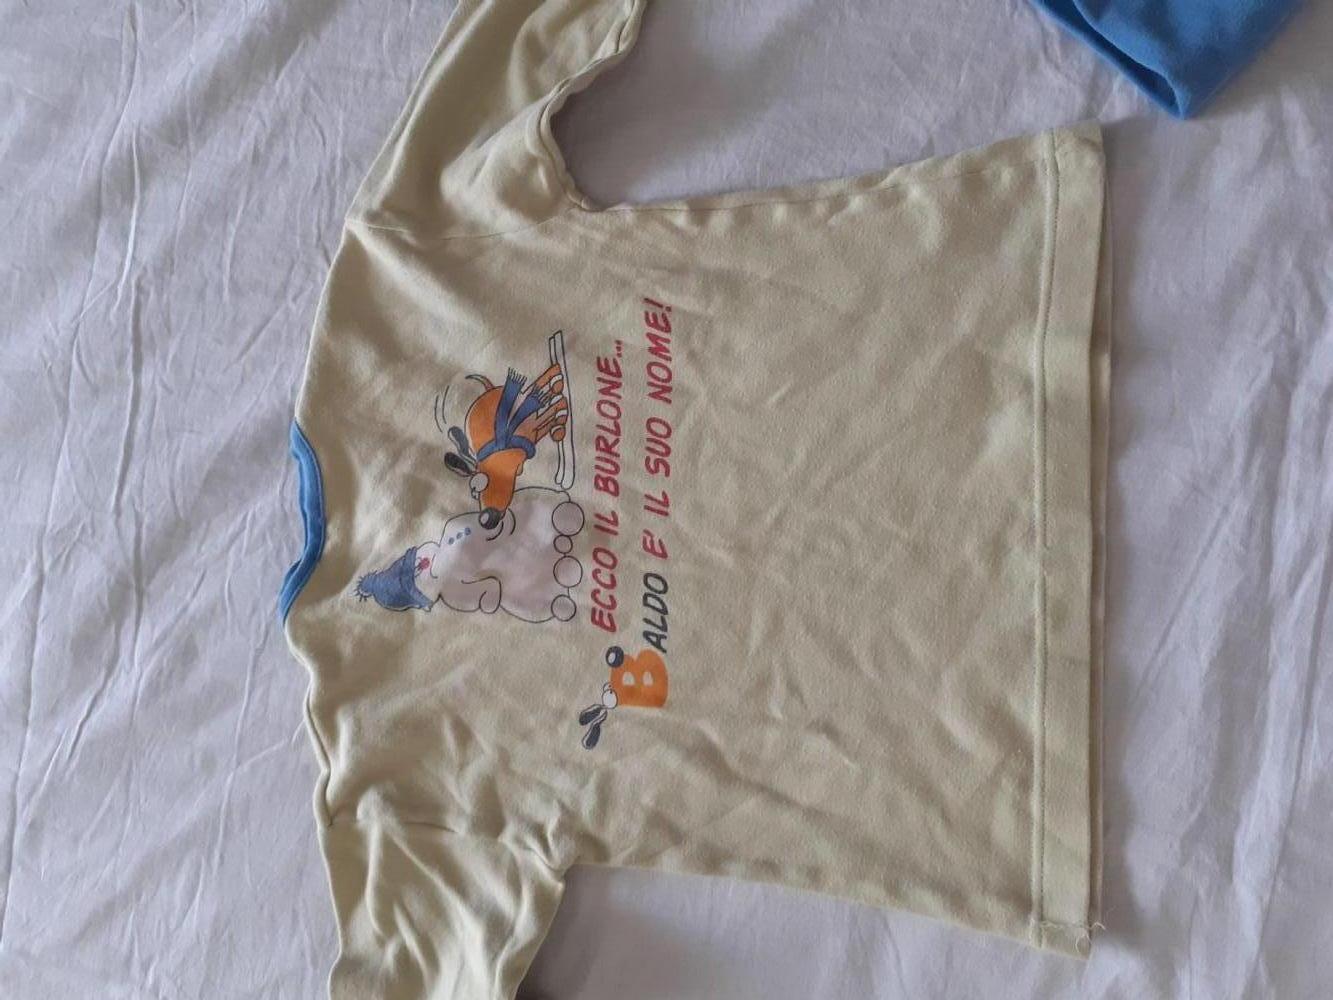 ECCO IL BURLONE...
BALDO E' IL SUO NOME!